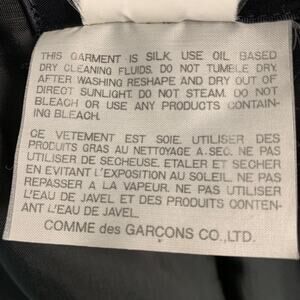 THIS GARMENT IS SILK. USE OIL BASED
DRY CLEANING FLUIDS. DO NOT TUMBLE DRY.
AFTER WASHING RESHAPE AND DRY OUT OF
DIRECT SUNLIGHT. DO NOT STEAM. DO NOT
BLEACH OR USE ANY PRODUCTS CONTAIN-
ING BLEACH.
CE VETEMENT EST SOIE. UTILISER DES
PRODUITS GRAS AU NETTOYAGE A.SEC. NE PAS
UTILISER DE SECHEUSE. ETALER ET SECHER
EN EVITANT L'EXPOSITION AU SOLEIL. NE PAS
REPASSER A LA VAPEUR. NE PAS UTILISER
L'EAU DE JAVEL ET DES PRODUITS CONTEN-
ANT L'EAU DE JAVEL.
COMME des GARÇONS CO.,LTD.